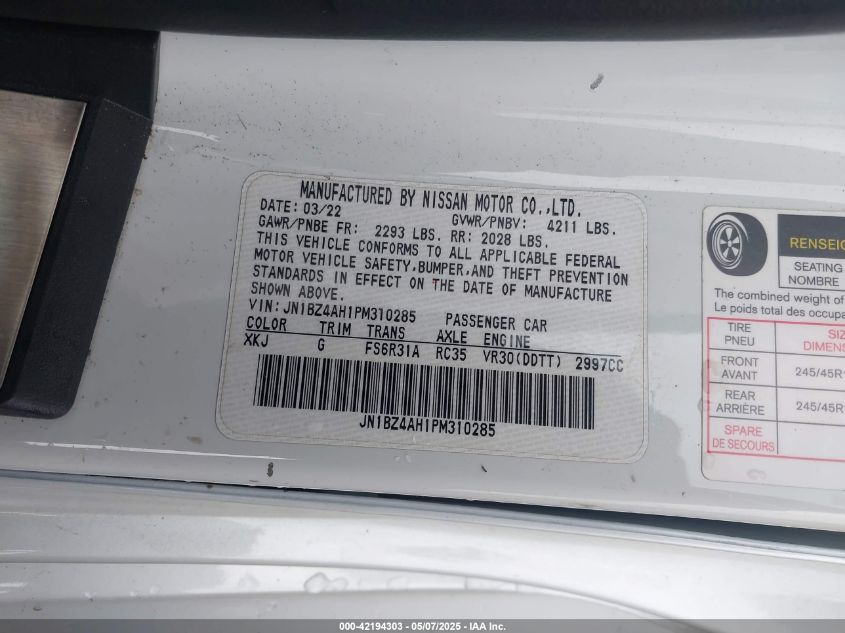 MANUFACTURED BY NISSAN MOTOR CO.,LTD.
DATE: 03/22 GVWR/PNBV: 4211 LBS.
GAWR/PNBE FR: 2293 LBS. RR: 2028 LBS.
THIS VEHICLE CONFORMS TO ALL APPLICABLE FEDERAL
MOTOR VEHICLE SAFETY,BUMPER,AND THEFT PREVENTION
STANDARDS IN EFFECT ON THE DATE OF MANUFACTURE
SHOWN ABOVE.
VIN: JN1BZ4AH1PM310285 PASSENGER CAR
COLOR TRIM TRANS AXLE ENGINE
XKJ G FS6R31A RC35 VR30(DDTT) 2997CC
JN1BZ4AH1PM310285
RENSEIG
SEATING
NOMBRE
The combined weight of
Le poids total des occupa
TIRE
PNEU
SIZ
DIMENS
FRONT
AVANT
245/45R1
REAR
ARRIÈRE
245/45R
SPARE
DE SECOURS
000-42194303 - 05/07/2025 - IAA Inc.